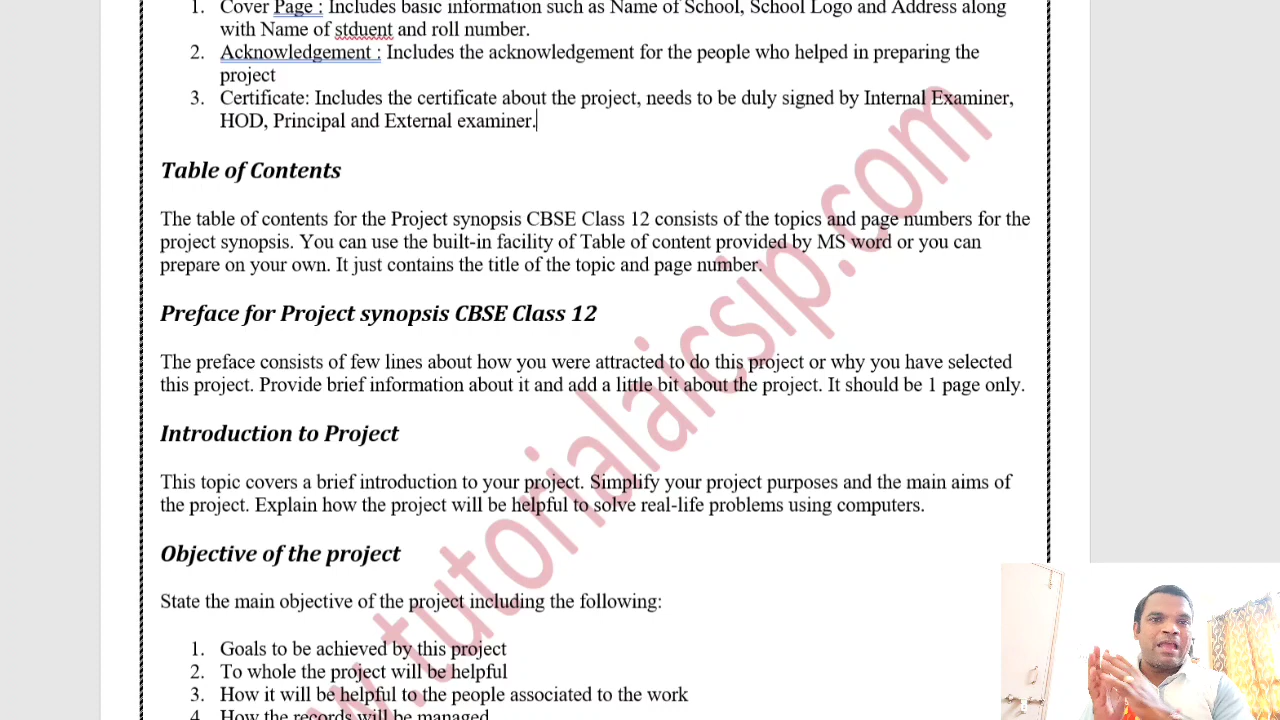 1. Cover Page : Includes basic information such as Name of School, School Logo and Address along
with Name of stduent and roll number.
2. Acknowledgement : Includes the acknowledgement for the people who helped in preparing the
project
3. Certificate: Includes the certificate about the project, needs to be duly signed by Internal Examiner,
HOD, Principal and External examiner.
Table of Contents
The table of contents for the Project synopsis CBSE Class 12 consists of the topics and page numbers for the
project synopsis. You can use the built-in facility of Table of content provided by MS word or you can
prepare on your own. It just contains the title of the topic and page number.
Preface for Project synopsis CBSE Class 12
The preface consists of few lines about how you were attracted to do this project or why you have selected
this project. Provide brief information about it and add a little bit about the project. It should be 1 page only.
Introduction to Project
This topic covers a brief introduction to your project. Simplify your project purposes and the main aims of
the project. Explain how the project will be helpful to solve real-life problems using computers.
Objective of the project
State the main objective of the project including the following:
1. Goals to be achieved by this project
2. To whole the project will be helpful
3. How it will be helpful to the people associated to the work
4. How the records will be managed
w.tutorialaicsip.com